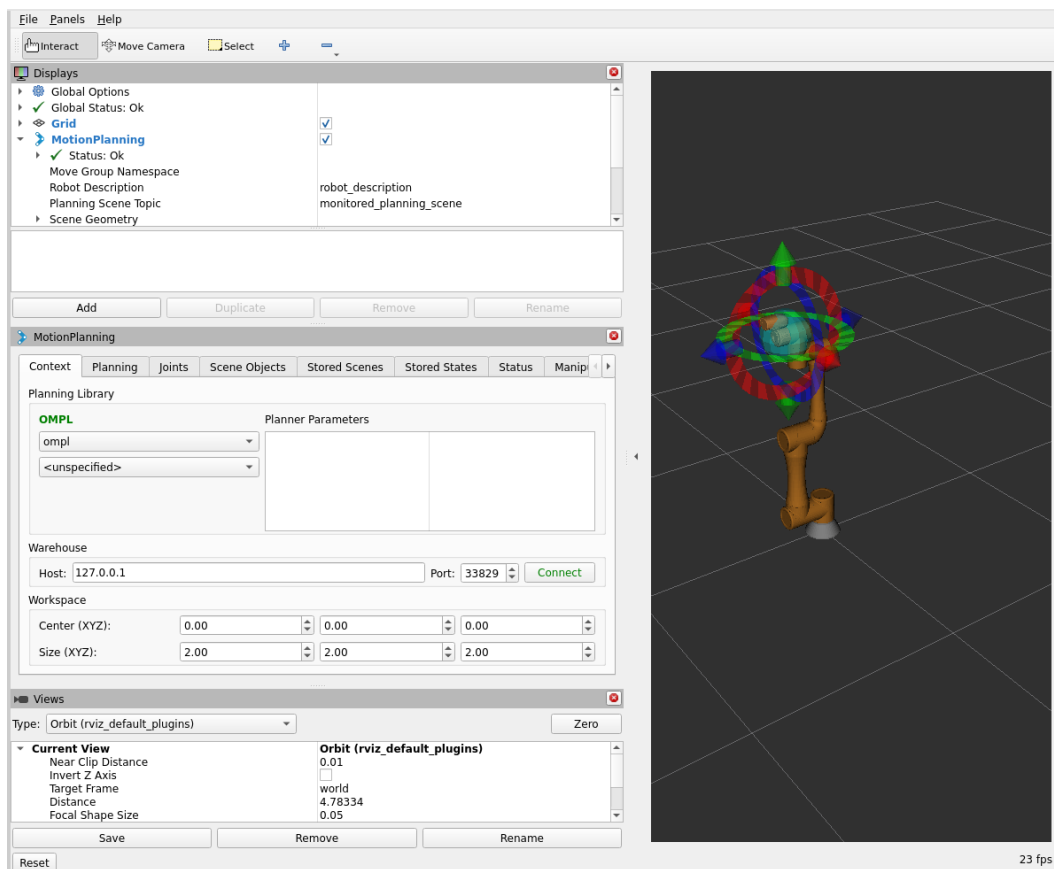 File Panels Help
Interact Move Camera Select
Displays
Global Options
Global Status: Ok
Grid
MotionPlanning
Status: Ok
Move Group Namespace
Robot Description robot_description
Planning Scene Topic monitored_planning_scene
Scene Geometry
Add Duplicate Remove Rename
MotionPlanning
Context Planning Joints Scene Objects Stored Scenes Stored States Status Manip
Planning Library
OMPL Planner Parameters
ompl
<unspecified>
Warehouse
Host: 127.0.0.1 Port: 33829 Connect
Workspace
Center (XYZ): 0.00 0.00 0.00
Size (XYZ): 2.00 2.00 2.00
Views
Type: Orbit (rviz_default_plugins) Zero
Current View Orbit (rviz_default_plugins)
Near Clip Distance 0.01
Invert Z Axis
Target Frame world
Distance 4.78334
Focal Shape Size 0.05
Save Remove Rename
Reset 23 fps